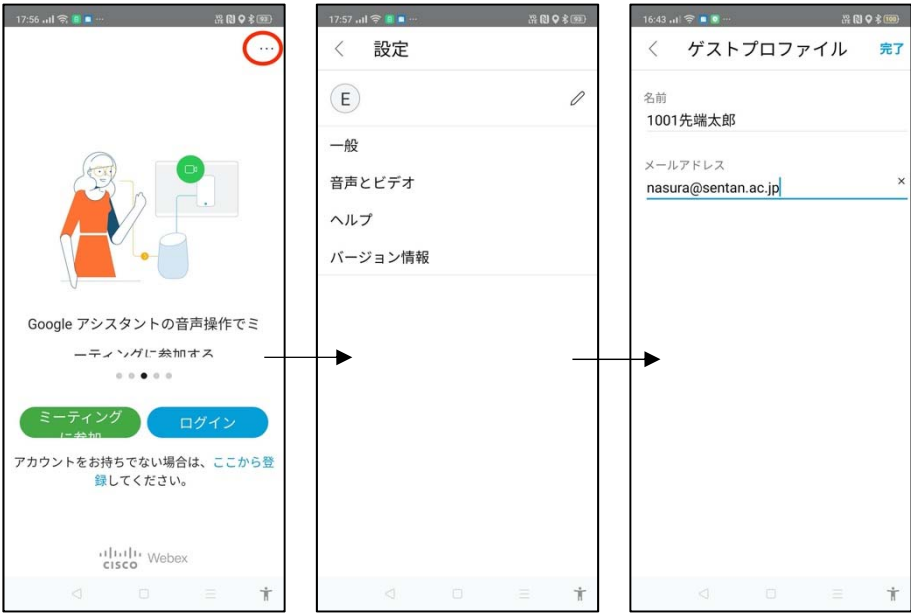 17:56
93
…
Google アシスタントの音声操作でミ
ーティングに参加する
ミーティング
に参加
ログイン
アカウントをお持ちでない場合は、ここから登
録してください。
CISCO Webex
17:57
93
設定
E
一般
音声とビデオ
ヘルプ
バージョン情報
16:43
100
ゲストプロファイル 完了
名前
1001先端太郎
メールアドレス
nasura@sentan.ac.jp ×